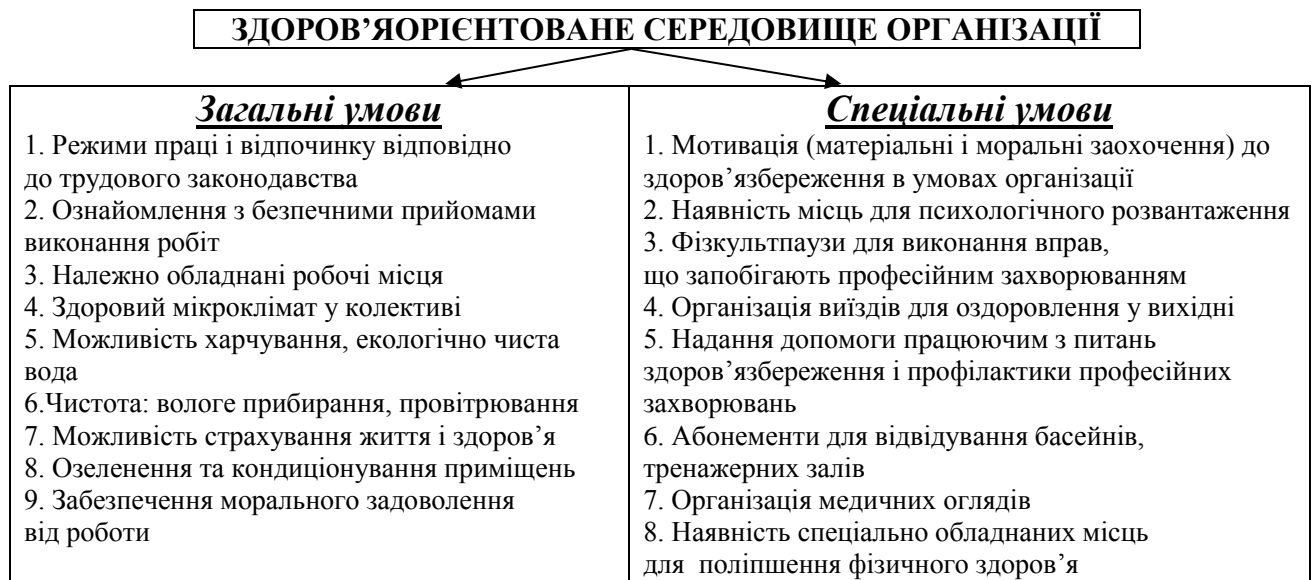 ЗДОРОВ’ЯОРІЄНТОВАНЕ СЕРЕДОВИЩЕ ОРГАНІЗАЦІЇ
Загальні умови
1. Режими праці і відпочинку відповідно
до трудового законодавства
2. Ознайомлення з безпечними прийомами
виконання робіт
3. Належно обладнані робочі місця
4. Здоровий мікроклімат у колективі
5. Можливість харчування, екологічно чиста
вода
6.Чистота: вологе прибирання, провітрювання
7. Можливість страхування життя і здоров’я
8. Озеленення та кондиціонування приміщень
9. Забезпечення морального задоволення
від роботи
Спеціальні умови
1. Мотивація (матеріальні і моральні заохочення) до
здоров’язбереження в умовах організації
2. Наявність місць для психологічного розвантаження
3. Фізкультпаузи для виконання вправ,
що запобігають професійним захворюванням
4. Організація виїздів для оздоровлення у вихідні
5. Надання допомоги працюючим з питань
здоров’язбереження і профілактики професійних
захворювань
6. Абонементи для відвідування басейнів,
тренажерних залів
7. Організація медичних оглядів
8. Наявність спеціально обладнаних місць
для поліпшення фізичного здоров’я